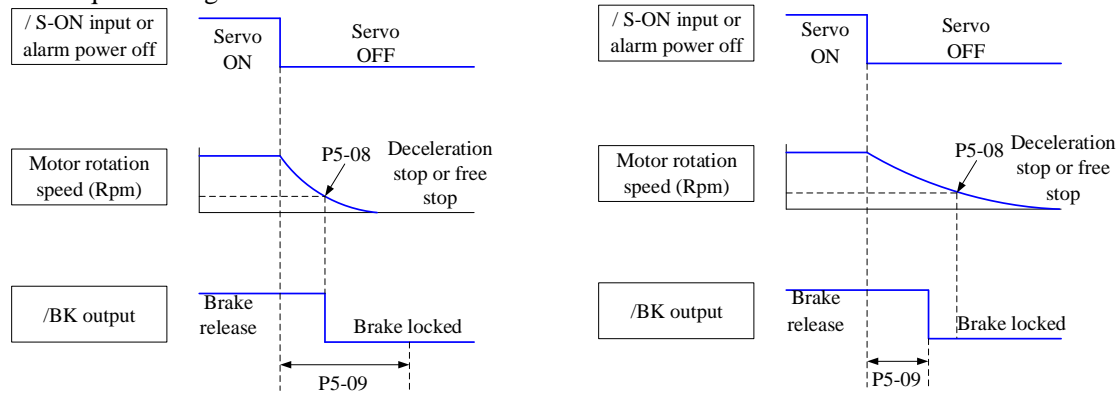 / S-ON input or
alarm power off
Servo
ON
Servo
OFF
Motor rotation
speed (Rpm)
P5-08
Deceleration
stop or free
stop
/BK output
Brake
release
Brake locked
P5-09
/ S-ON input or
alarm power off
Servo
ON
Servo
OFF
Motor rotation
speed (Rpm)
P5-08
Deceleration
stop or free
stop
/BK output
Brake
release
Brake locked
P5-09